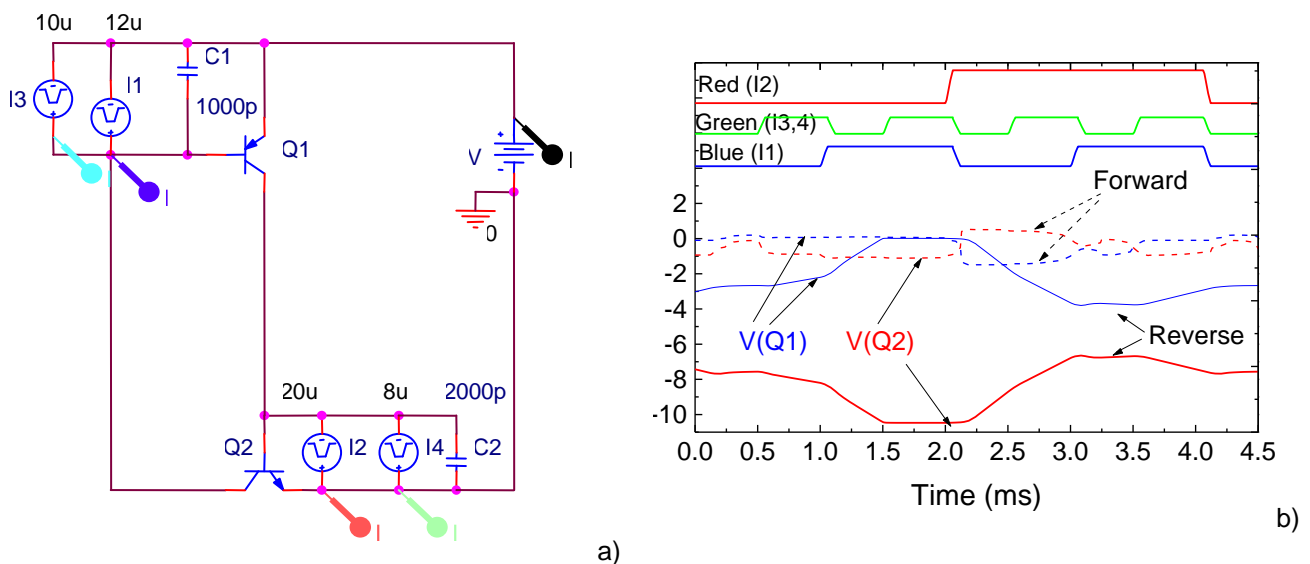 10u 12u
C1
I3 I1
1000p
Q1
V
+
-
I
I
I
0
20u 8u 2000p
Q2 I2 I4 C2
I I
a)
Red (I2)
Green (I3,4)
Blue (I1)
Forward
V(Q1) V(Q2) Reverse
2
0
-2
-4
-6
-8
-10
0.0 0.5 1.0 1.5 2.0 2.5 3.0 3.5 4.0 4.5
Time (ms)
b)